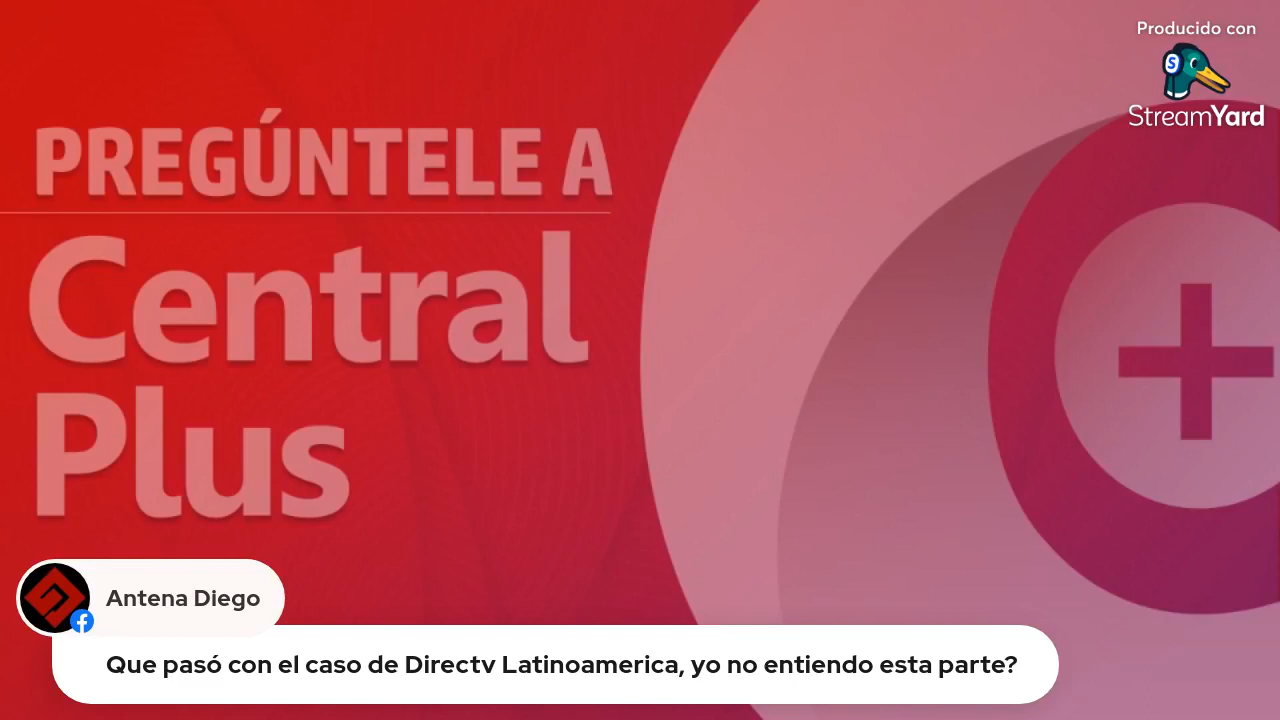 Producido con
S
StreamYard
PREGÚNTELE A
Central
Plus
Antena Diego
Que pasó con el caso de Directv Latinoamerica, yo no entiendo esta parte?